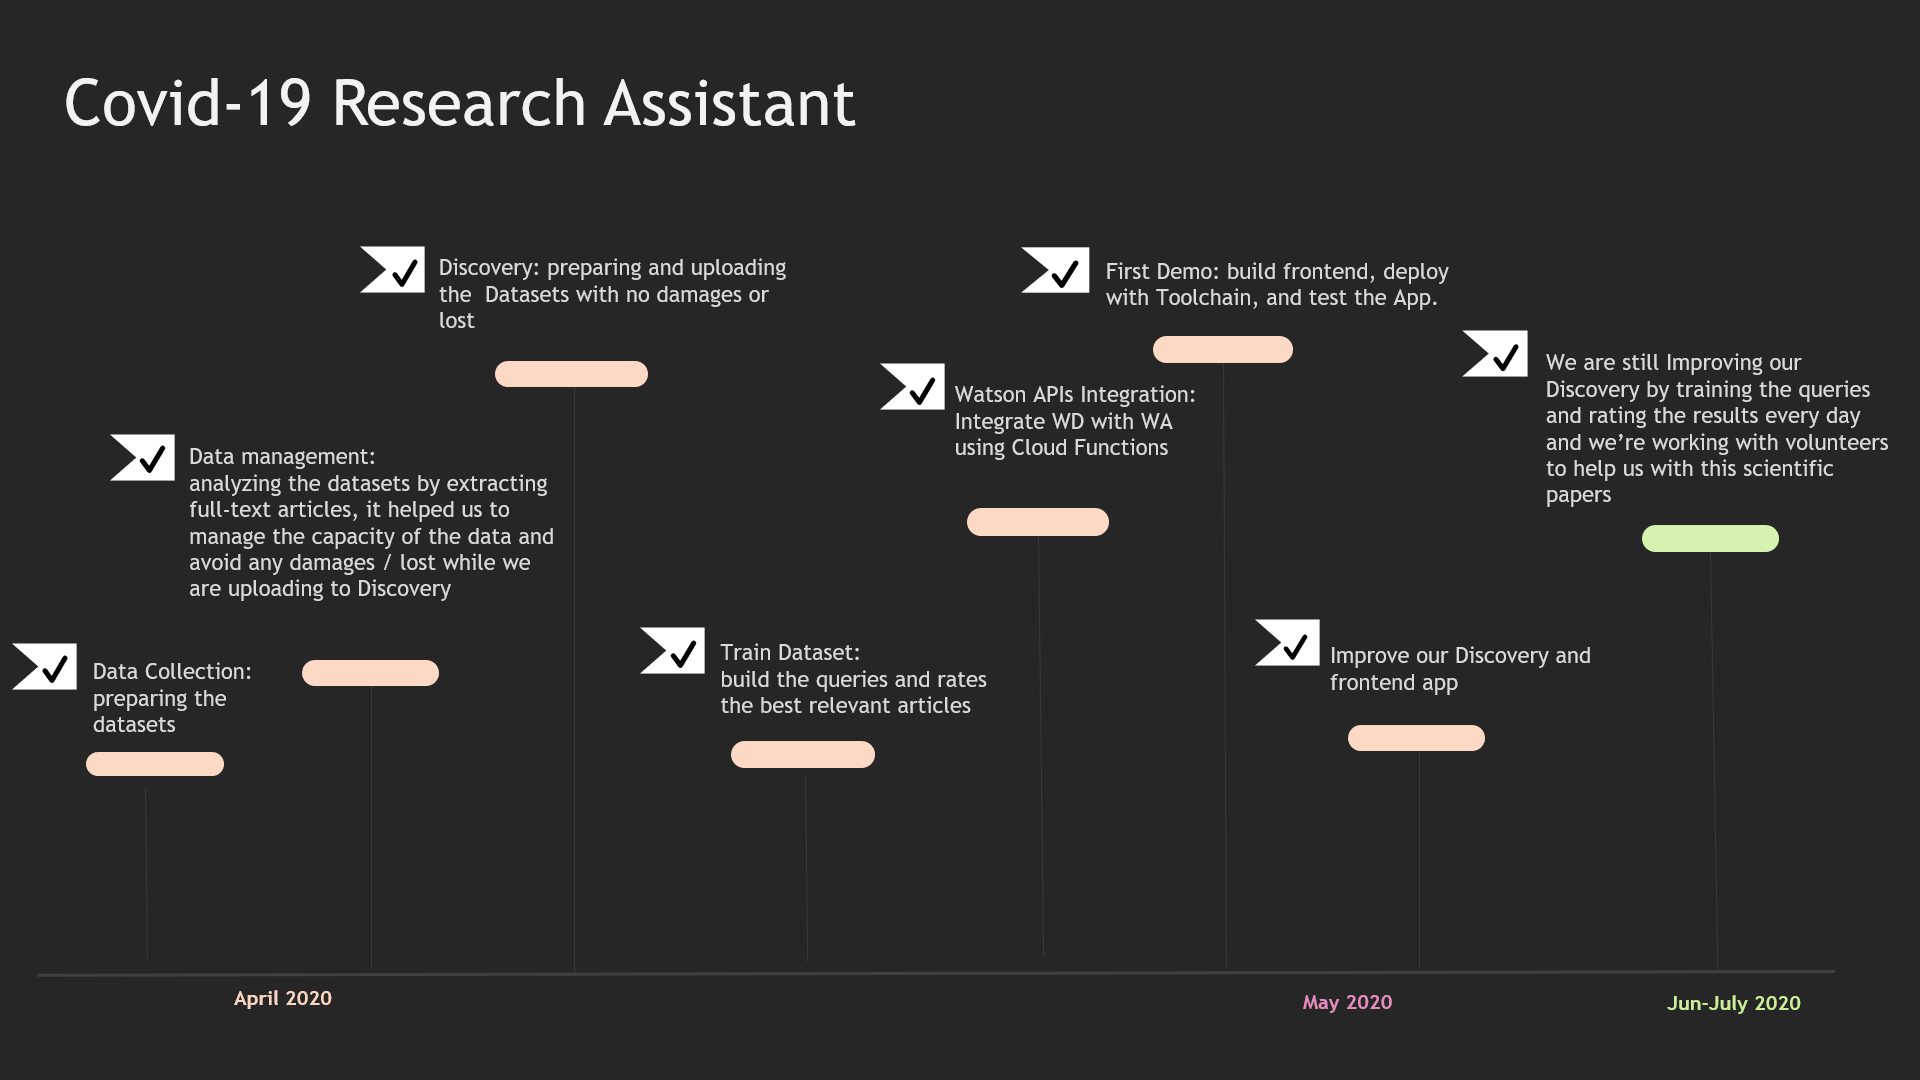 Covid-19 Research Assistant
Discovery: preparing and uploading
the  Datasets with no damages or
lost
First Demo: build frontend, deploy
with Toolchain, and test the App.
We are still Improving our
Discovery by training the queries
and rating the results every day
and we’re working with volunteers
to help us with this scientific
papers
Watson APIs Integration:
Integrate WD with WA
using Cloud Functions
Data management:
analyzing the datasets by extracting
full-text articles, it helped us to
manage the capacity of the data and
avoid any damages / lost while we
are uploading to Discovery
Data Collection:
preparing the
datasets
Train Dataset:
build the queries and rates
the best relevant articles
Improve our Discovery and
frontend app
April 2020
May 2020
Jun-July 2020